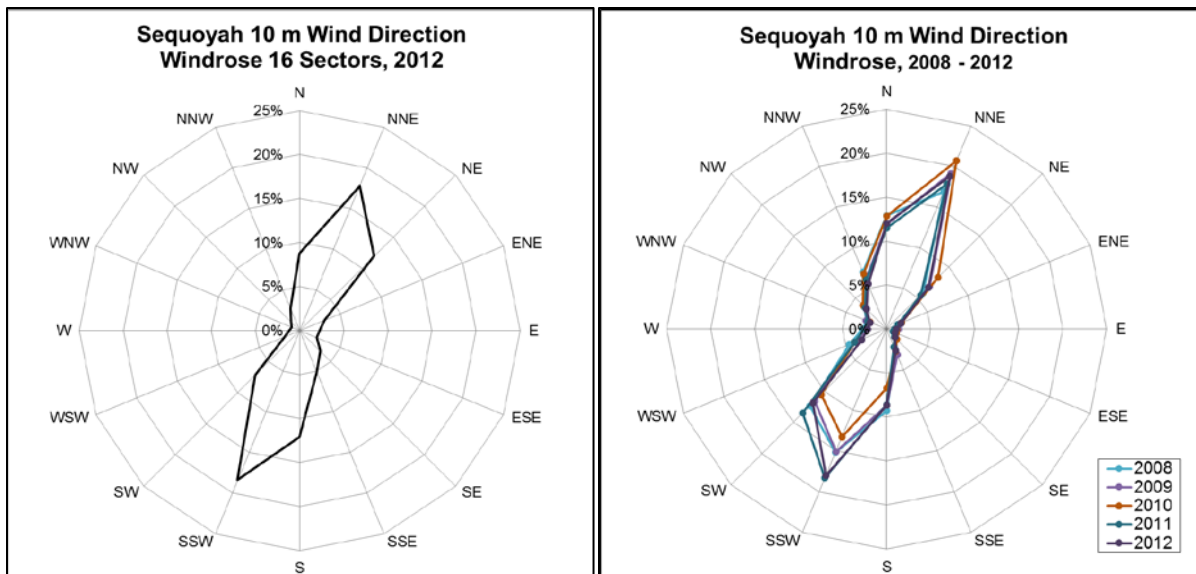 Sequoyah 10 m Wind Direction
Windrose 16 Sectors, 2012
N
25%
NNW
NNE
20%
NW
NE
15%
10%
WNW
ENE
5%
W
0%
E
WSW
ESE
SW
SE
SSW
SSE
S
Sequoyah 10 m Wind Direction
Windrose, 2008 - 2012
N
25%
NNW
NNE
20%
NW
NE
15%
10%
WNW
ENE
5%
W
0%
E
WSW
ESE
SW
SE
SSW
SSE
S
2008
2009
2010
2011
2012